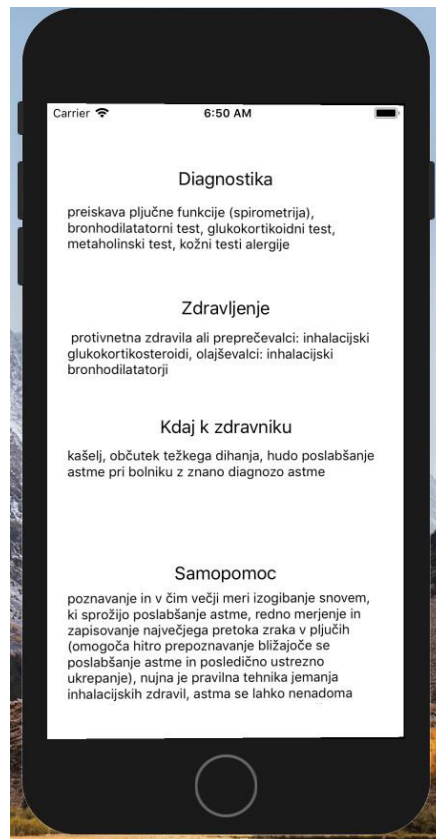 Carrier
6:50 AM
Diagnostika
preiskava pljučne funkcije (spirometrija),
bronhodilatatorni test, glukokortikoidni test,
metaholinski test, kožni testi alergije
Zdravljenje
protivnetna zdravila ali preprečevalci: inhalacijski
glukokortikosteroidi, olajševalci: inhalacijski
bronhodilatatorji
Kdaj k zdravniku
kašelj, občutek težkega dihanja, hudo poslabšanje
astme pri bolniku z znano diagnozo astme
Samopomoc
poznavanje in v čim večji meri izogibanje snovem,
ki sprožijo poslabšanje astme, redno merjenje in
zapisovanje največjega pretoka zraka v pljučih
(omogoča hitro prepoznavanje bližajoče se
poslabšanje astme in posledično ustrezno
ukrepanje), nujna je pravilna tehnika jemanja
inhalacijskih zdravil, astma se lahko nenadoma